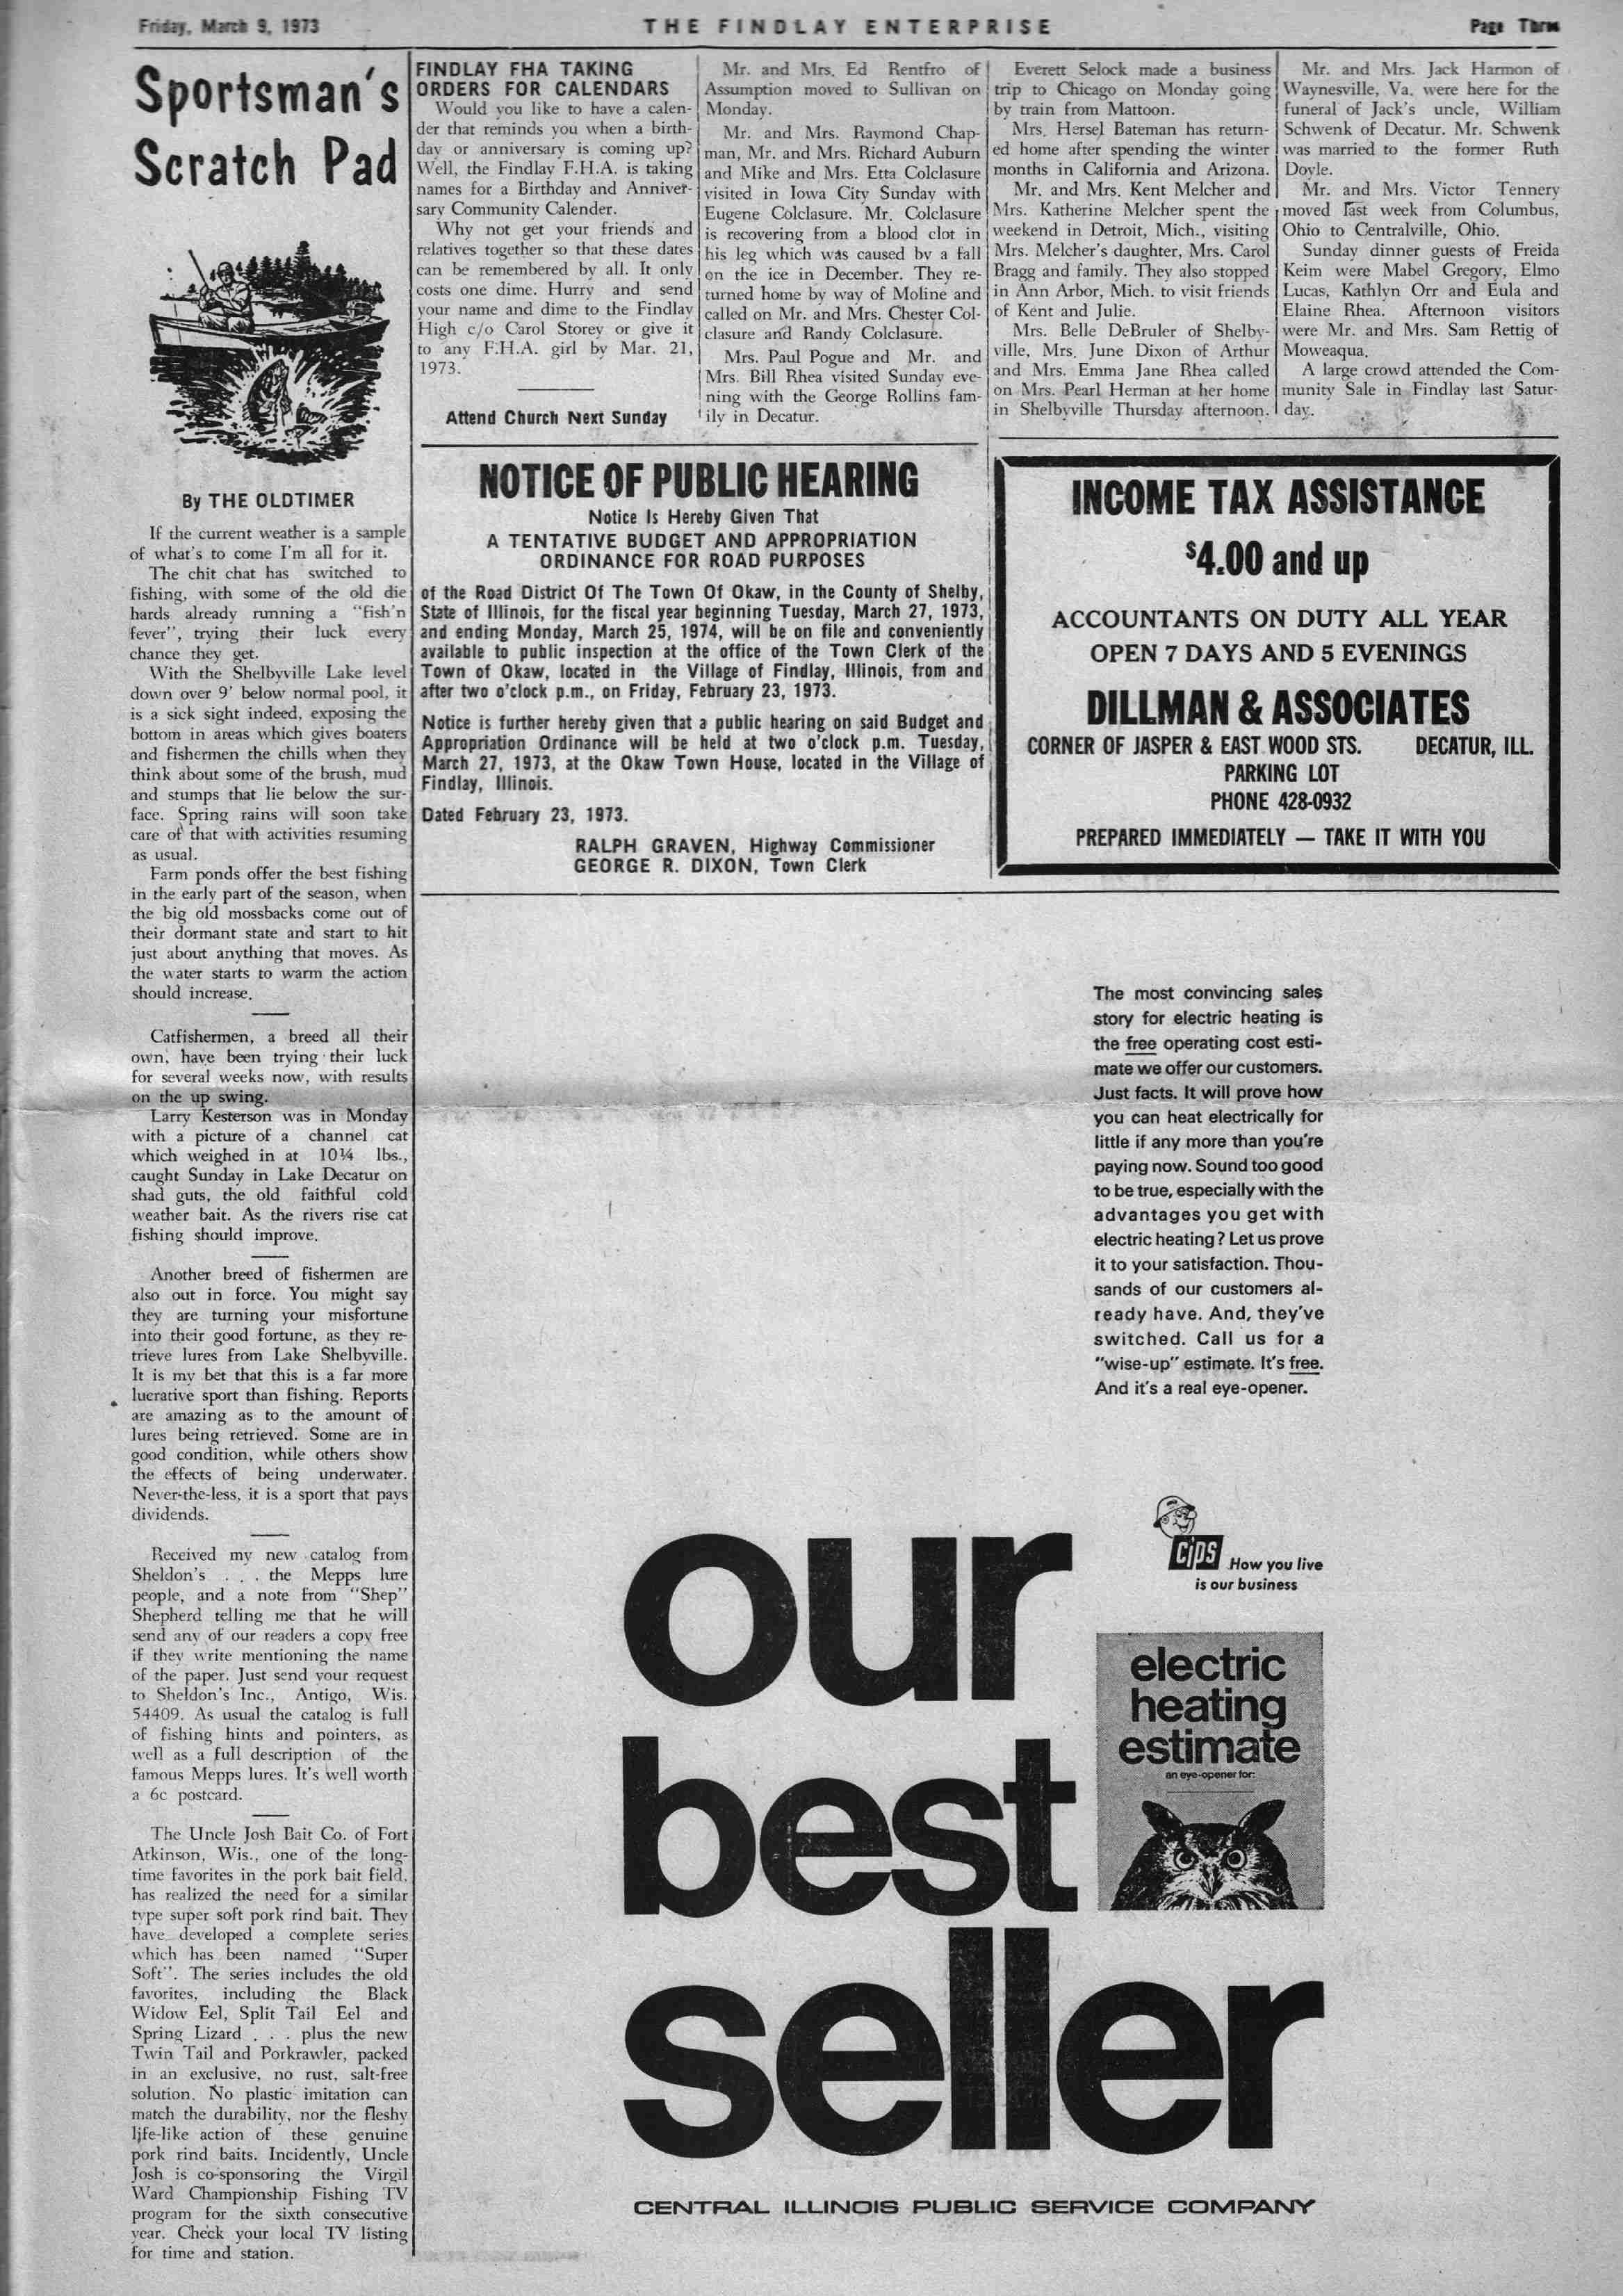 Friday, March 9, 1973
THE FINDLAY ENTERPRISE
Page Three
Sportsman's
Scratch Pad
By THE OLDTIMER
If the current weather is a sample
of what's to come I'm all for it.
The chit chat has switched to
fishing, with some of the old die
hards already running a "fish'n
fever", trying their luck every
chance they get.
With the Shelbyville Lake level
down over 9' below normal pool, it
is a sick sight indeed, exposing the
bottom in areas which gives boaters
and fishermen the chills when they
think about some of the brush, mud
and stumps that lie below the sur-
face. Spring rains will soon take
care of that with activities resuming
as usual.
Farm ponds offer the best fishing
in the early part of the season, when
the big old mossbacks come out of
their dormant state and start to hit
just about anything that moves. As
the water starts to warm the action
should increase.
Catfishermen, a breed all their
own, have been trying their luck
for several weeks now, with results
on the up swing.
Larry Kesterson was in Monday
with a picture of a channel cat
which weighed in at 10¼ lbs.,
caught Sunday in Lake Decatur on
shad guts, the old faithful cold
weather bait. As the rivers rise cat
fishing should improve.
Another breed of fishermen are
also out in force. You might say
they are turning your misfortune
into their good fortune, as they re-
trieve lures from Lake Shelbyville.
It is my bet that this is a far more
lucrative sport than fishing. Reports
are amazing as to the amount of
lures being retrieved. Some are in
good condition, while others show
the effects of being underwater.
Never-the-less, it is a sport that pays
dividends.
Received my new catalog from
Sheldon's . . . the Mepps lure
people, and a note from "Shep"
Shepherd telling me that he will
send any of our readers a copy free
if they write mentioning the name
of the paper. Just send your request
to Sheldon's Inc., Antigo, Wis.
54409. As usual the catalog is full
of fishing hints and pointers, as
well as a full description of the
famous Mepps lures. It's well worth
a 6c postcard.
The Uncle Josh Bait Co. of Fort
Atkinson, Wis., one of the long-
time favorites in the pork bait field,
has realized the need for a similar
type super soft pork rind bait. They
have developed a complete series
which has been named "Super
Soft". The series includes the old
favorites, including the Black
Widow Eel, Split Tail Eel and
Spring Lizard . . . plus the new
Twin Tail and Porkrawler, packed
in an exclusive, no rust, salt-free
solution. No plastic imitation can
match the durability, nor the fleshy
life-like action of these genuine
pork rind baits. Incidently, Uncle
Josh is co-sponsoring the Virgil
Ward Championship Fishing TV
program for the sixth consecutive
year. Check your local TV listing
for time and station.
FINDLAY FHA TAKING
ORDERS FOR CALENDARS
Would you like to have a calen-
der that reminds you when a birth-
day or anniversary is coming up?
Well, the Findlay F.H.A. is taking
names for a Birthday and Anniver-
sary Community Calender.
Why not get your friends and
relatives together so that these dates
can be remembered by all. It only
costs one dime. Hurry and send
your name and dime to the Findlay
High c/o Carol Storey or give it
to any F.H.A. girl by Mar. 21,
1973.
Attend Church Next Sunday
Mr. and Mrs. Ed Rentfro of
Assumption moved to Sullivan on
Monday.
Mr. and Mrs. Raymond Chap-
man, Mr. and Mrs. Richard Auburn
and Mike and Mrs. Etta Colclasure
visited in Iowa City Sunday with
Eugene Colclasure. Mr. Colclasure
is recovering from a blood clot in
his leg which was caused by a fall
on the ice in December. They re-
turned home by way of Moline and
called on Mr. and Mrs. Chester Col-
clasure and Randy Colclasure.
Mrs. Paul Pogue and Mr. and
Mrs. Bill Rhea visited Sunday eve-
ning with the George Rollins fam-
ily in Decatur.
Everett Selock made a business
trip to Chicago on Monday going
by train from Mattoon.
Mrs. Hersel Bateman has return-
ed home after spending the winter
months in California and Arizona.
Mr. and Mrs. Kent Melcher and
Mrs. Katherine Melcher spent the
weekend in Detroit, Mich., visiting
Mrs. Melcher's daughter, Mrs. Carol
Bragg and family. They also stopped
in Ann Arbor, Mich. to visit friends
of Kent and Julie.
Mrs. Belle DeBruler of Shelby-
ville, Mrs. June Dixon of Arthur
and Mrs. Emma Jane Rhea called
on Mrs. Pearl Herman at her home
in Shelbyville Thursday afternoon.
Mr. and Mrs. Jack Harmon of
Waynesville, Va. were here for the
funeral of Jack's uncle, William
Schwenk of Decatur. Mr. Schwenk
was married to the former Ruth
Doyle.
Mr. and Mrs. Victor Tennery
moved last week from Columbus,
Ohio to Centralville, Ohio.
Sunday dinner guests of Freida
Keim were Mabel Gregory, Elmo
Lucas, Kathlyn Orr and Eula and
Elaine Rhea. Afternoon visitors
were Mr. and Mrs. Sam Rettig of
Moweaqua.
A large crowd attended the Com-
munity Sale in Findlay last Satur-
day.
NOTICE OF PUBLIC HEARING
Notice Is Hereby Given That
A TENTATIVE BUDGET AND APPROPRIATION
ORDINANCE FOR ROAD PURPOSES
of the Road District Of The Town Of Okaw, in the County of Shelby,
State of Illinois, for the fiscal year beginning Tuesday, March 27, 1973,
and ending Monday, March 25, 1974, will be on file and conveniently
available to public inspection at the office of the Town Clerk of the
Town of Okaw, located in the Village of Findlay, Illinois, from and
after two o'clock p.m., on Friday, February 23, 1973.
Notice is further hereby given that a public hearing on said Budget and
Appropriation Ordinance will be held at two o'clock p.m. Tuesday,
March 27, 1973, at the Okaw Town House, located in the Village of
Findlay, Illinois.
Dated February 23, 1973.
RALPH GRAVEN, Highway Commissioner
GEORGE R. DIXON, Town Clerk
INCOME TAX ASSISTANCE
$4.00 and up
ACCOUNTANTS ON DUTY ALL YEAR
OPEN 7 DAYS AND 5 EVENINGS
DILLMAN & ASSOCIATES
CORNER OF JASPER & EAST WOOD STS. DECATUR, ILL.
PARKING LOT
PHONE 428-0932
PREPARED IMMEDIATELY — TAKE IT WITH YOU
The most convincing sales
story for electric heating is
the free operating cost esti-
mate we offer our customers.
Just facts. It will prove how
you can heat electrically for
little if any more than you're
paying now. Sound too good
to be true, especially with the
advantages you get with
electric heating? Let us prove
it to your satisfaction. Thou-
sands of our customers al-
ready have. And, they've
switched. Call us for a
"wise-up" estimate. It's free.
And it's a real eye-opener.
CIPS How you live
is our business
electric
heating
estimate
an eye-opener for:
our
best
seller
CENTRAL ILLINOIS PUBLIC SERVICE COMPANY